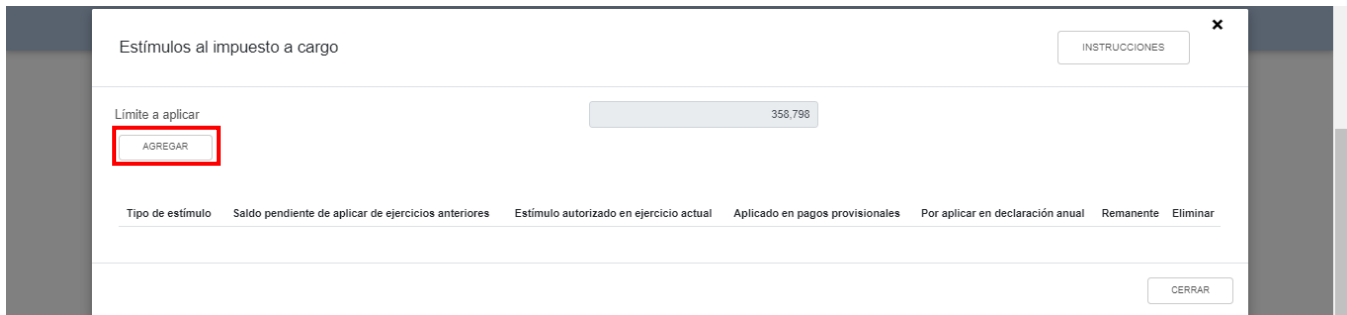 Estímulos al impuesto a cargo
INSTRUCCIONES
Límite a aplicar 358,798
AGREGAR
Tipo de estímulo Saldo pendiente de aplicar de ejercicios anteriores Estímulo autorizado en ejercicio actual Aplicado en pagos provisionales Por aplicar en declaración anual Remanente Eliminar
CERRAR